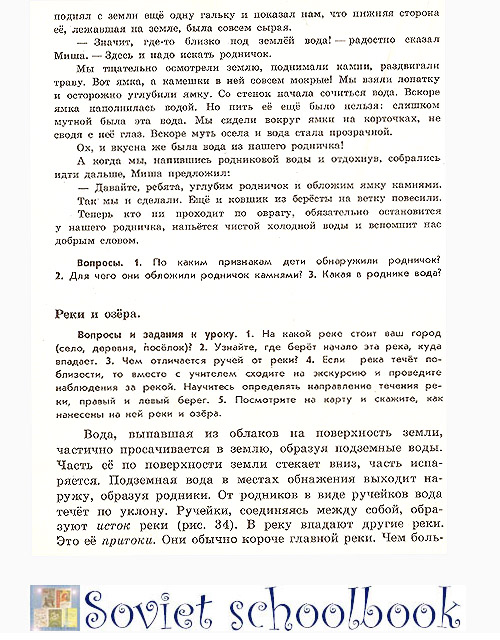 поднял с земли ещё одну гальку и показал нам, что нижняя сторона
её, лежавшая на земле, была совсем сырая.
— Значит, где-то близко под землёй вода! — радостно сказал
Миша. — Здесь и надо искать родничок.
Мы тщательно осмотрели землю, поднимали камни, раздвигали
траву. Вот ямка, а камешки в ней совсем мокрые! Мы взяли лопатку
и осторожно углубили ямку. Со стенок начала сочиться вода. Вскоре
ямка наполнилась водой. Но пить её ещё было нельзя: слишком
мутной была эта вода. Мы сидели вокруг ямки на корточках, не
сводя с неё глаз. Вскоре муть осела и вода стала прозрачной.
Ох, и вкусна же была вода из нашего родничка!
А когда мы, напившись родниковой воды и отдохнув, собрались
идти дальше, Миша предложил:
— Давайте, ребята, углубим родничок и обложим ямку камнями.
Так мы и сделали. Ещё и ковшик из берёсты на ветку повесили.
Теперь кто ни проходит по оврагу, обязательно остановится
у нашего родничка, напьётся чистой холодной воды и вспомнит нас
добрым словом.
Вопросы. 1. По каким признакам дети обнаружили родничок?
2. Для чего они обложили родничок камнями? 3. Какая в роднике вода?
Реки и озёра.
Вопросы и задания к уроку. 1. На какой реке стоит ваш город
(село, деревня, посёлок)? 2. Узнайте, где берёт начало эта река, куда
впадает. 3. Чем отличается ручей от реки? 4. Если река течёт по-
близости, то вместе с учителем сходите на экскурсию и проведите
наблюдения за рекой. Научитесь определять направление течения ре-
ки, правый и левый берег. 5. Посмотрите на карту и скажите, как
нанесены на ней реки и озёра.
Вода, выпавшая из облаков на поверхность земли,
частично просачивается в землю, образуя подземные воды.
Часть её по поверхности земли стекает вниз, часть испа-
ряется. Подземная вода в местах обнажения выходит на-
ружу, образуя родники. От родников в виде ручейков вода
течёт по уклону. Ручейки, соединяясь между собой, обра-
зуют исток реки (рис. 34). В реку впадают другие реки.
Это её притоки. Они обычно короче главной реки. Чем боль-
Soviet schoolbook